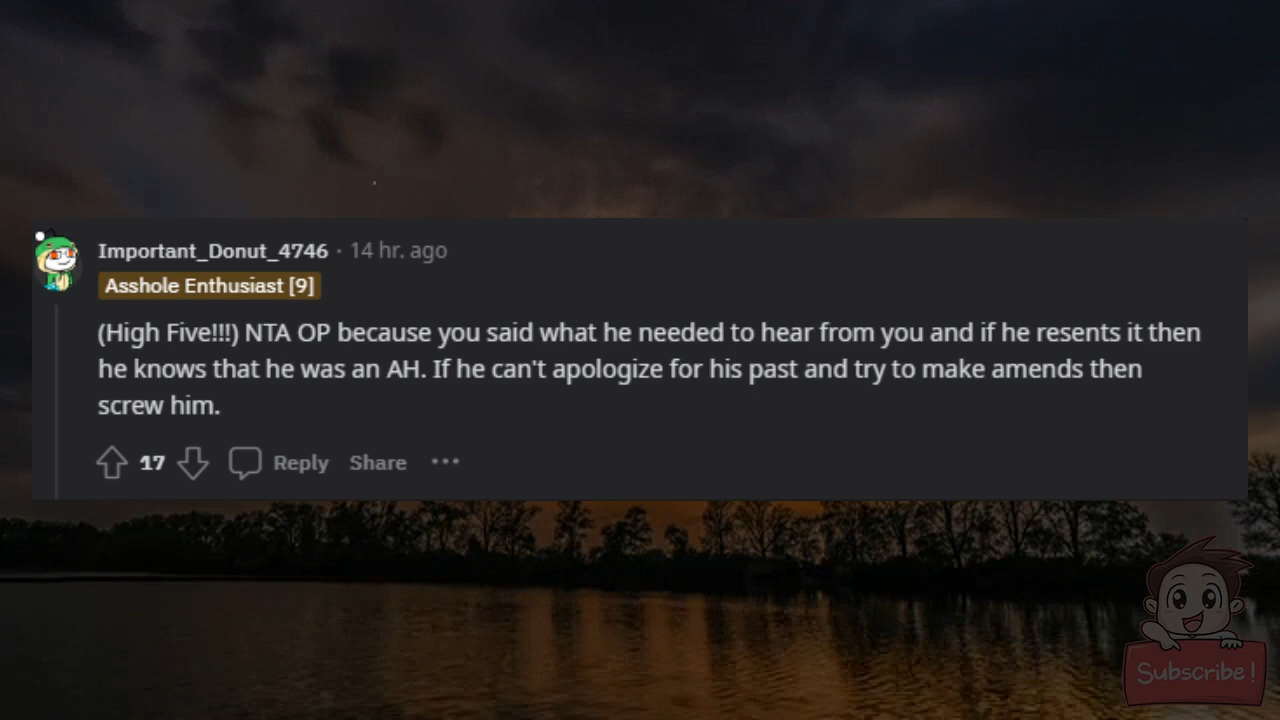 Important_Donut_4746 · 14 hr. ago
Asshole Enthusiast [9]
(High Five!!!) NTA OP because you said what he needed to hear from you and if he resents it then
he knows that he was an AH. If he can't apologize for his past and try to make amends then
screw him.
17 Reply Share ···
Subscribe!